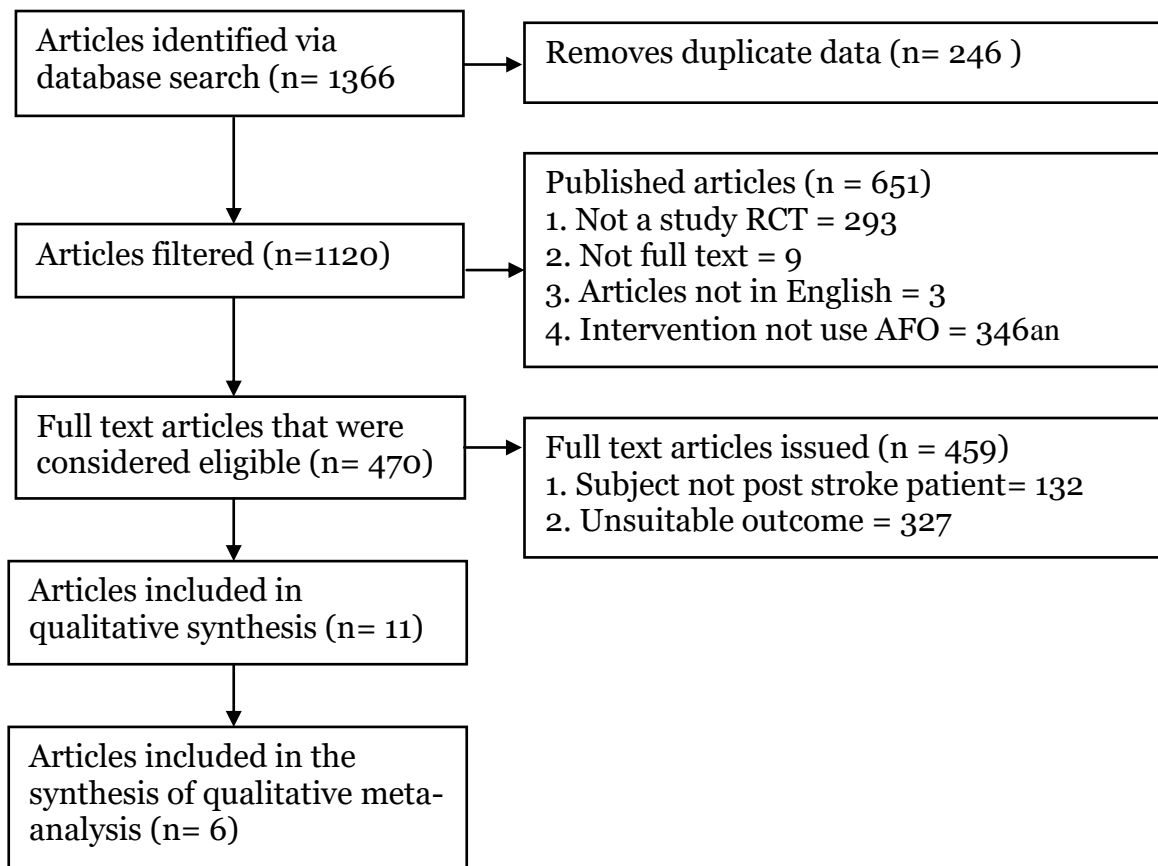 Articles identified via
database search (n= 1366
Removes duplicate data (n= 246 )
Articles filtered (n=1120)
Published articles (n = 651)
1. Not a study RCT = 293
2. Not full text = 9
3. Articles not in English = 3
4. Intervention not use AFO = 346an
Full text articles that were
considered eligible (n= 470)
Full text articles issued (n = 459)
1. Subject not post stroke patient= 132
2. Unsuitable outcome = 327
Articles included in
qualitative synthesis (n= 11)
Articles included in the
synthesis of qualitative meta-
analysis (n= 6)